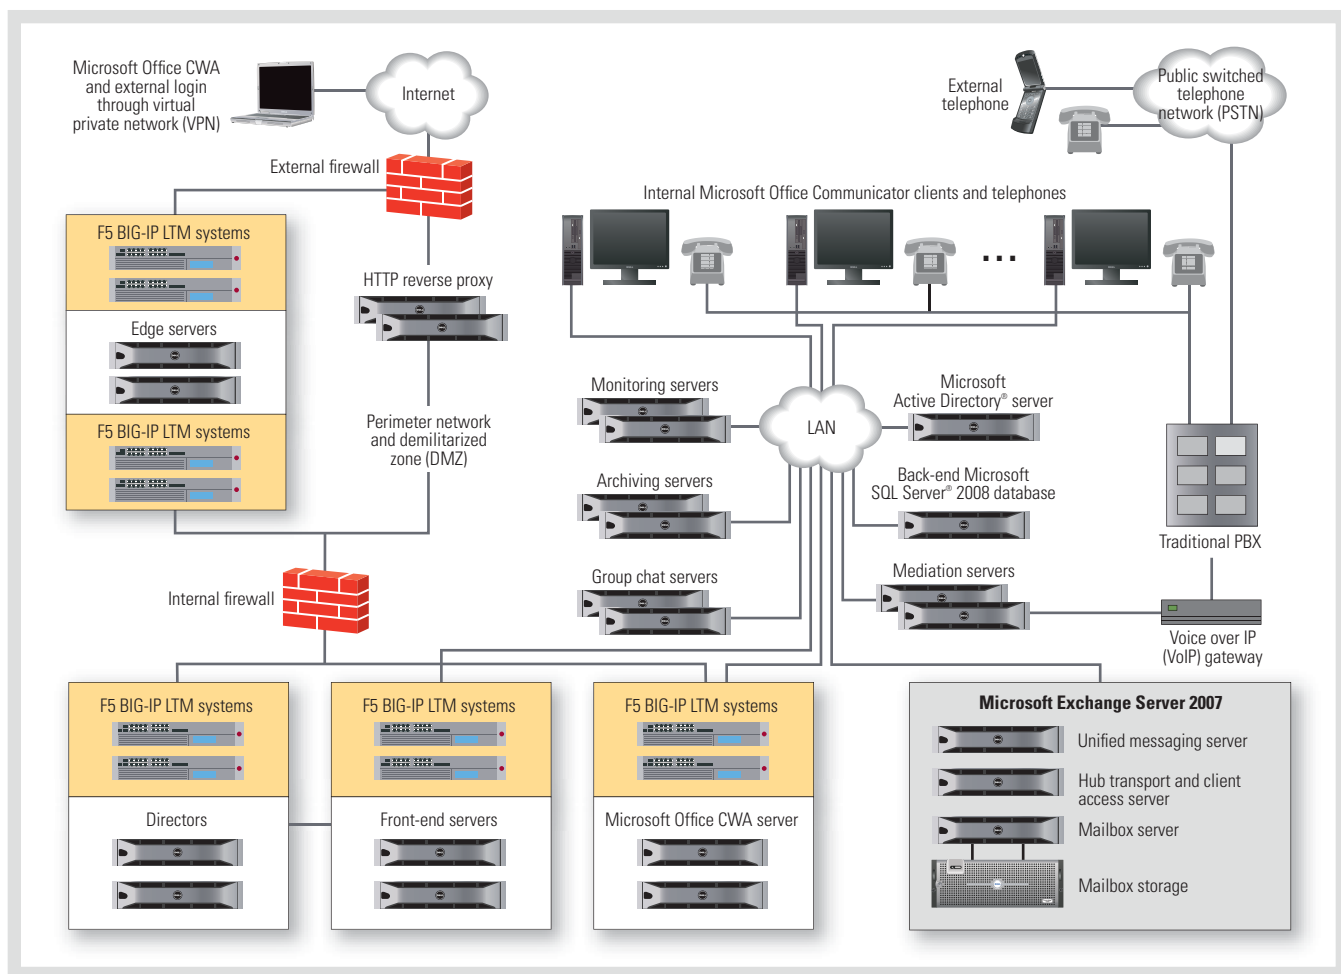 Microsoft Office CWA
and external login
through virtual
private network (VPN)
Internet
External
telephone
Public switched
telephone
network (PSTN)
External firewall
Internal Microsoft Office Communicator clients and telephones
F5 BIG-IP LTM systems
...
HTTP reverse proxy
Edge servers
Monitoring servers
Microsoft
Active Directory® server
LAN
Perimeter network
and demilitarized
zone (DMZ)
F5 BIG-IP LTM systems
Archiving servers
Back-end Microsoft
SQL Server® 2008 database
Traditional PBX
Group chat servers
Mediation servers
Internal firewall
Voice over IP
(VoIP) gateway
F5 BIG-IP LTM systems
F5 BIG-IP LTM systems
F5 BIG-IP LTM systems
Microsoft Exchange Server 2007
Unified messaging server
Hub transport and client
access server
Directors
Front-end servers
Microsoft Office CWA server
Mailbox server
Mailbox storage